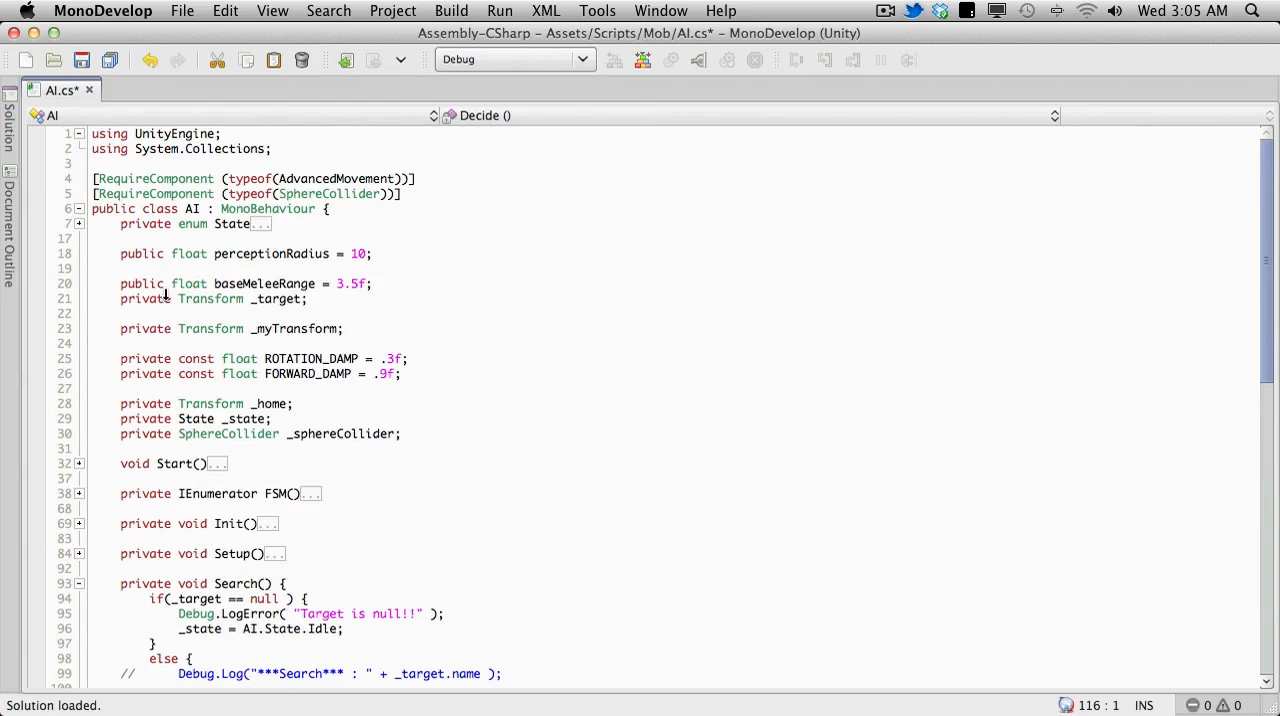 MonoDevelop File Edit View Search Project Build Run XML Tools Window Help Wed 3:05 AM
Assembly-CSharp - Assets/Scripts/Mob/AI.cs* - MonoDevelop (Unity)
Debug
AI.cs* ×
AI Decide ()
Solution
Document Outline
1 using UnityEngine;
2 using System.Collections;
3
4 [RequireComponent (typeof(AdvancedMovement))]
5 [RequireComponent (typeof(SphereCollider))]
6 public class AI : MonoBehaviour {
7 private enum State...
17
18 public float perceptionRadius = 10;
19
20 public float baseMeleeRange = 3.5f;
21 private Transform _target;
22
23 private Transform _myTransform;
24
25 private const float ROTATION_DAMP = .3f;
26 private const float FORWARD_DAMP = .9f;
27
28 private Transform _home;
29 private State _state;
30 private SphereCollider _sphereCollider;
31
32 void Start()...
37
38 private IEnumerator FSM()...
68
69 private void Init()...
83
84 private void Setup()...
92
93 private void Search() {
94 if(_target == null ) {
95 Debug.LogError( "Target is null!!" );
96 _state = AI.State.Idle;
97 }
98 else {
99 // Debug.Log("***Search*** : " + _target.name );
100
Solution loaded. 116 : 1 INS 0 0